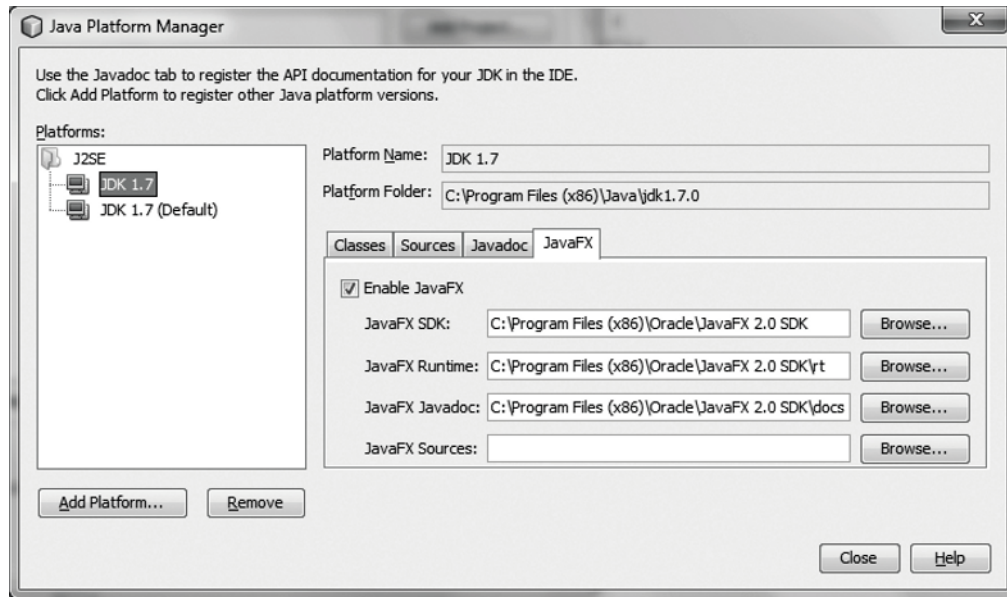 Java Platform Manager
Use the Javadoc tab to register the API documentation for your JDK in the IDE.
Click Add Platform to register other Java platform versions.
Platforms:
J2SE
JDK 1.7
JDK 1.7 (Default)
Platform Name: JDK 1.7
Platform Folder: C:\Program Files (x86)\Java\jdk1.7.0
Classes Sources Javadoc JavaFX
Enable JavaFX
JavaFX SDK: C:\Program Files (x86)\Oracle\JavaFX 2.0 SDK Browse...
JavaFX Runtime: C:\Program Files (x86)\Oracle\JavaFX 2.0 SDK\rt Browse...
JavaFX Javadoc: C:\Program Files (x86)\Oracle\JavaFX 2.0 SDK\docs Browse...
JavaFX Sources: Browse...
Add Platform... Remove
Close Help